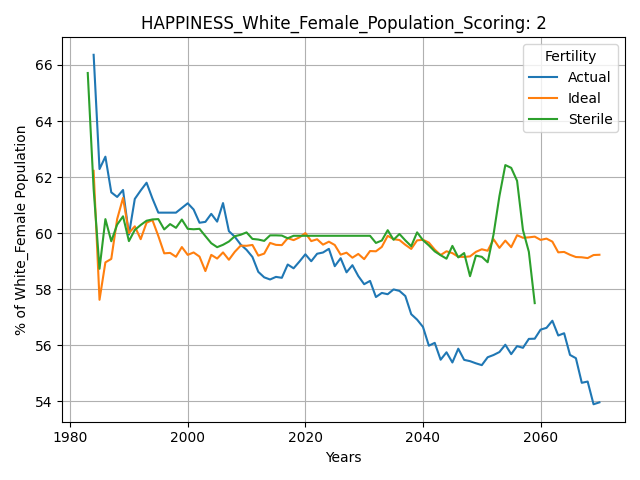 HAPPINESS_White_Female_Population_Scoring: 2
Fertility
Actual
Ideal
Sterile
% of White_Female Population
66
64
62
60
58
56
54
1980
2000
2020
2040
2060
Years